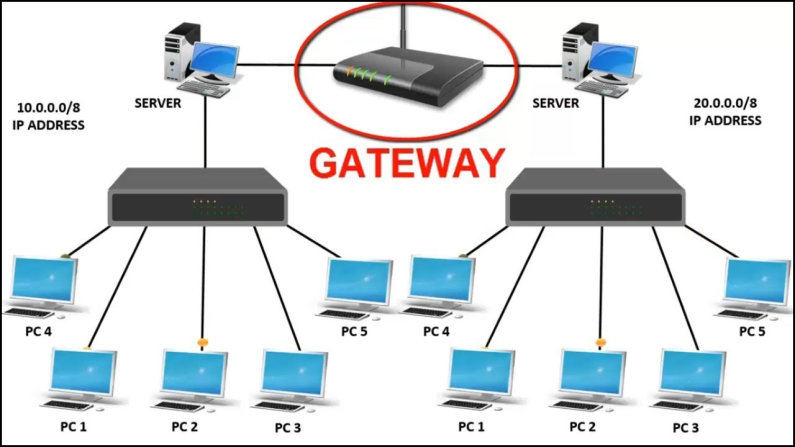 SERVER
SERVER
10.0.0.0/8
IP ADDRESS
20.0.0.0/8
IP ADDRESS
GATEWAY
PC 4
PC 5
PC 4
PC 5
PC 1
PC 2
PC 3
PC 1
PC 2
PC 3